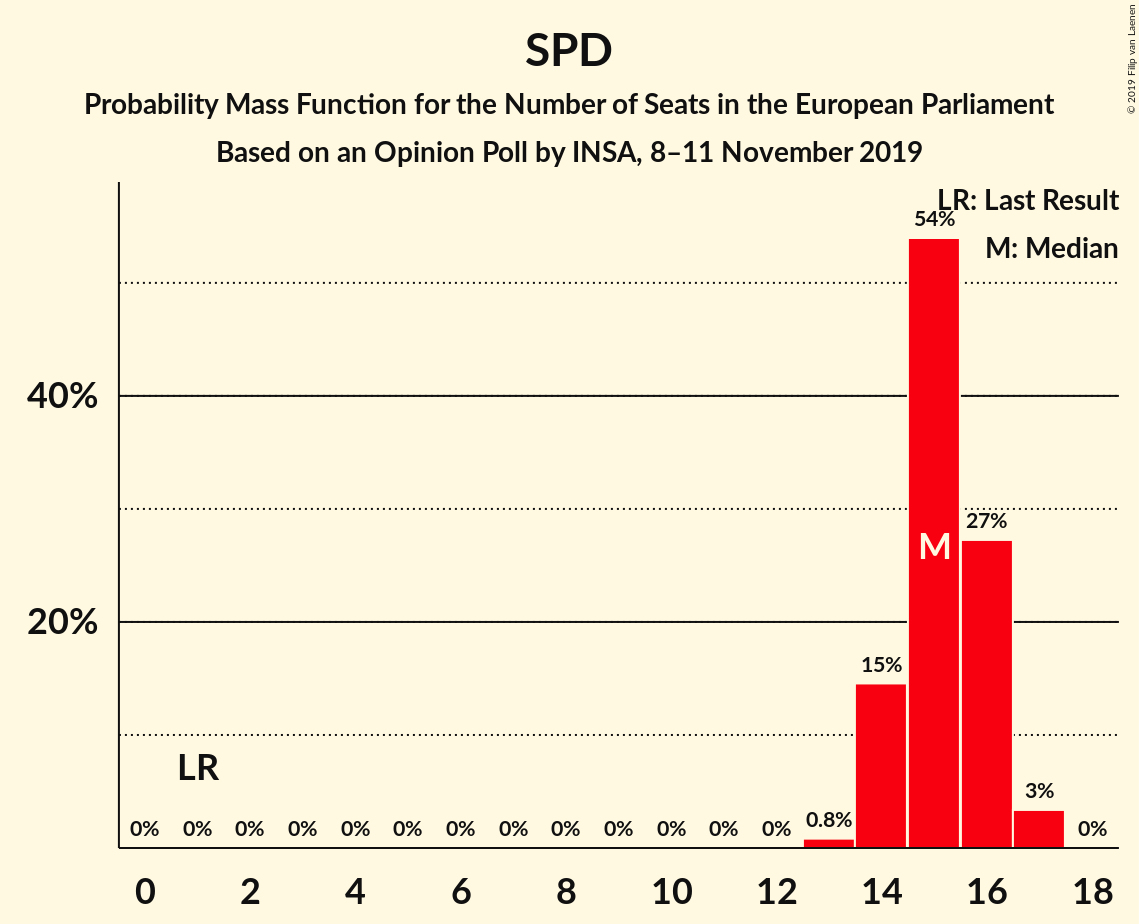 SPD
Probability Mass Function for the Number of Seats in the European Parliament
Based on an Opinion Poll by INSA, 8–11 November 2019
© 2019 Filip van Laenen
LR: Last Result
M: Median
54%
40%
27%
M
20%
15%
LR
3%
0% 0% 0% 0% 0% 0% 0% 0% 0% 0% 0% 0% 0% 0.8% 0%
0 2 4 6 8 10 12 14 16 18